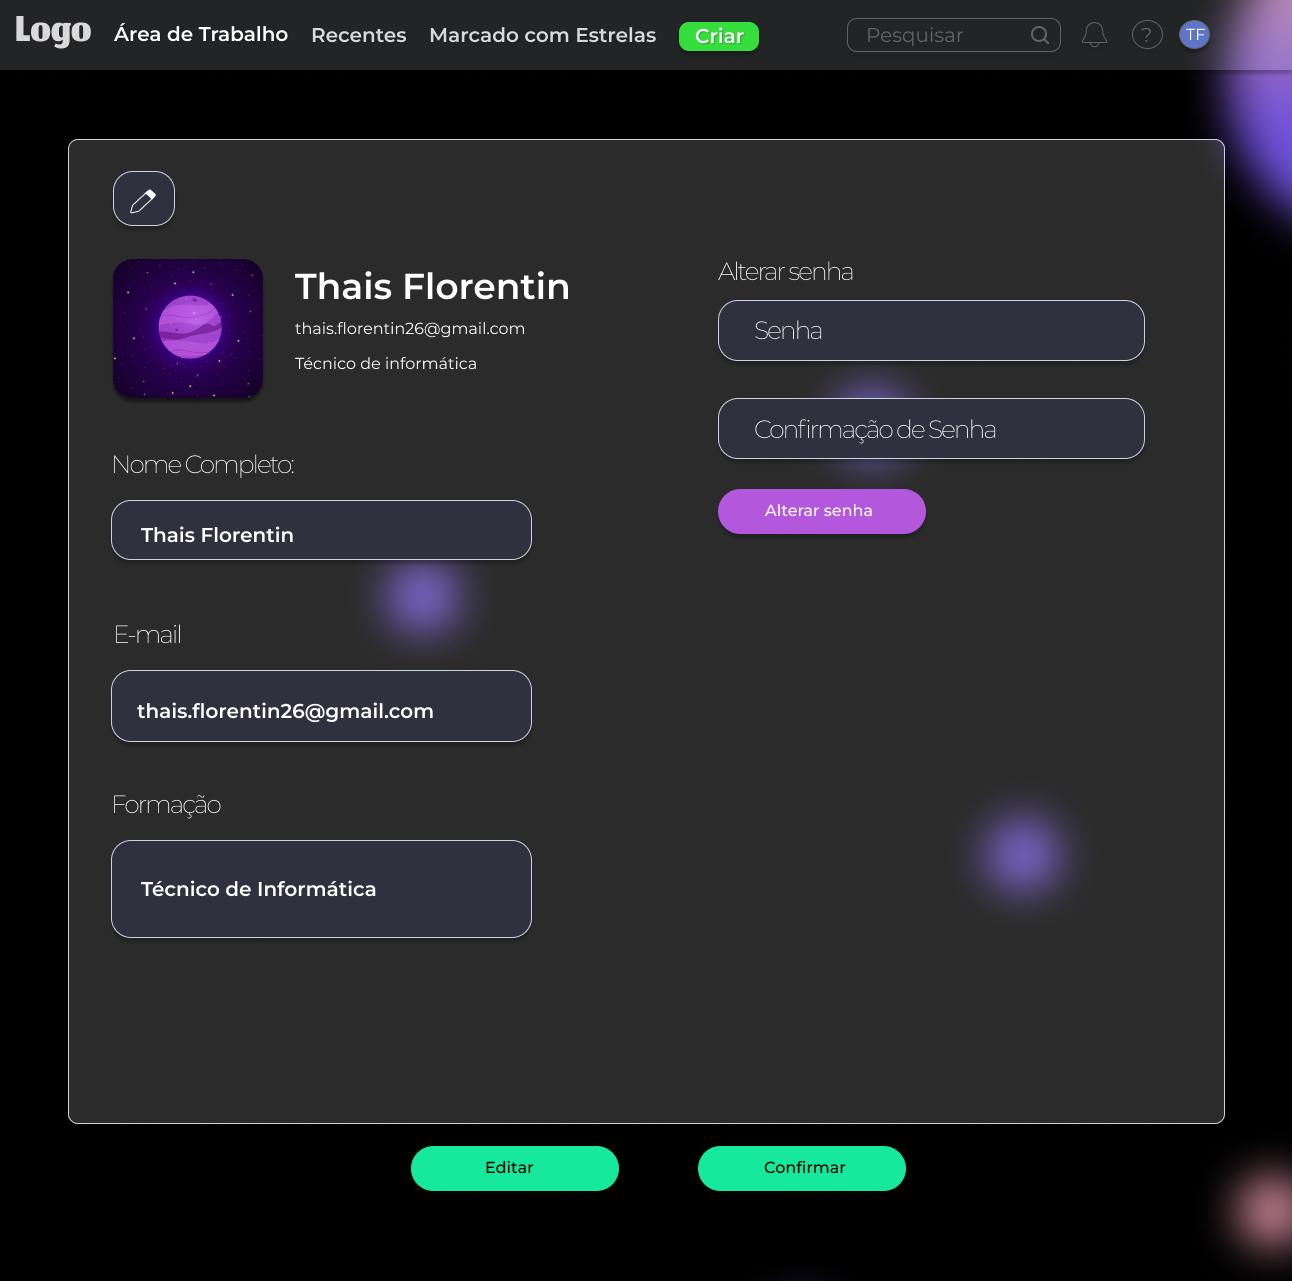 Logo
Área de Trabalho
Recentes
Marcado com Estrelas
Criar
Pesquisar
?
TF
Thais Florentin
thais.florentin26@gmail.com
Técnico de informática
Nome Completo:
Thais Florentin
E-mail
thais.florentin26@gmail.com
Formação
Técnico de Informática
Alterar senha
Senha
Confirmação de Senha
Alterar senha
Editar
Confirmar